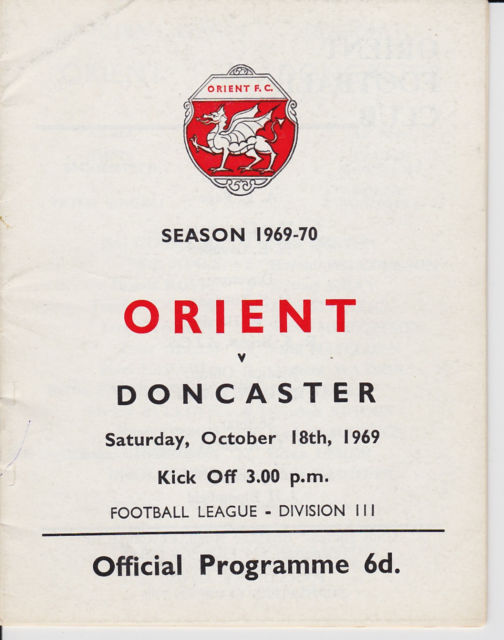 ORIENT F.C.
SEASON 1969-70
ORIENT
v
DONCASTER
Saturday, October 18th, 1969
Kick Off 3.00 p.m.
FOOTBALL LEAGUE - DIVISION III
Official Programme 6d.